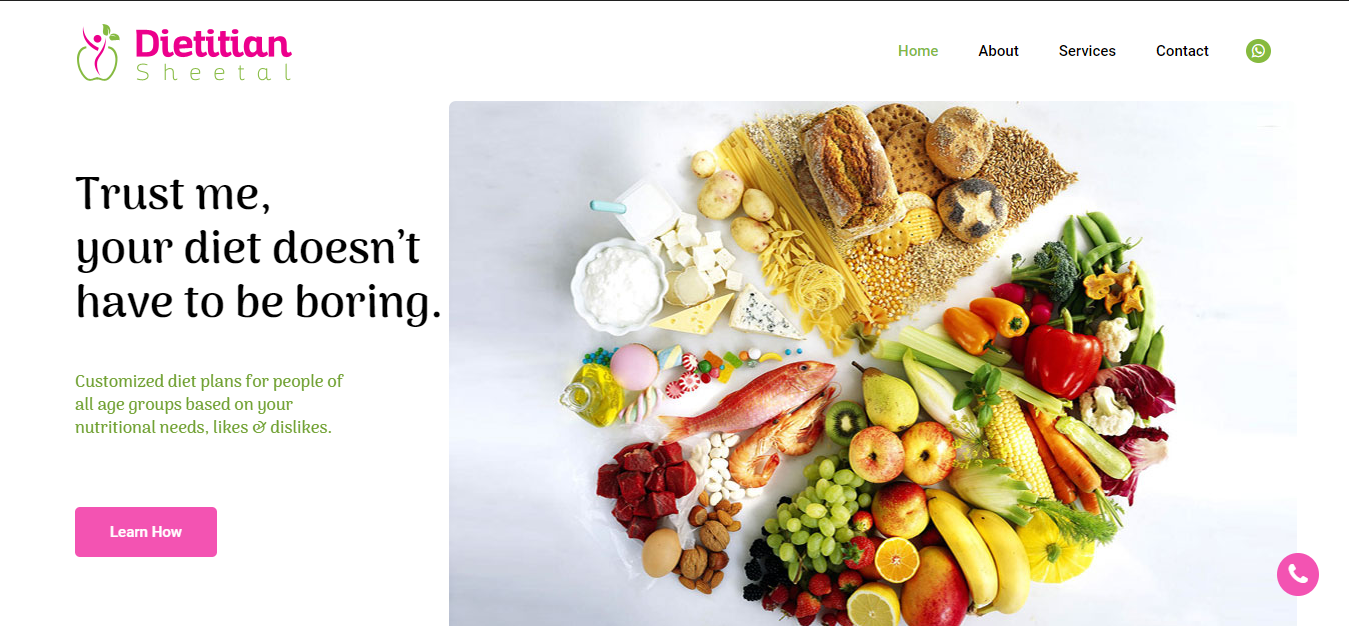 Dietitian
Sheetal
Home About Services Contact
Trust me,
your diet doesn’t
have to be boring.
Customized diet plans for people of
all age groups based on your
nutritional needs, likes & dislikes.
Learn How